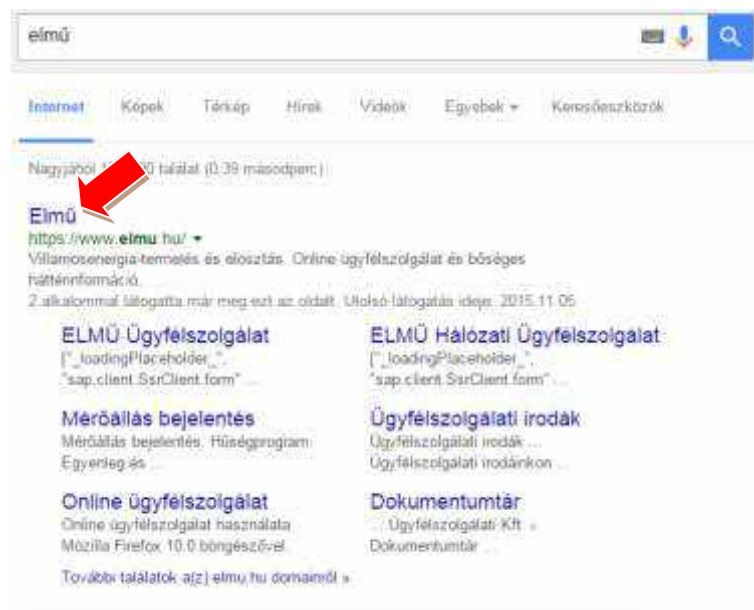 elmű
Internet Képek Térkép Hírek Videók Egyebek Keresőeszközök
Nagyjából találat (0,39 másodperc)
Elmű
https://www.elmu.hu/
Villamosenergia-termelés és elosztás. Online ügyfélszolgálat és bőséges
háttérinformáció.
2 alkalommal látogatta már meg ezt az oldalt. Utolsó látogatás ideje: 2015.11.05.
ELMŰ Ügyfélszolgálat
["_loadingPlaceholder_",
"sap.client.SsrClient.form" ...
ELMŰ Hálózati Ügyfélszolgálat
["_loadingPlaceholder_",
"sap.client.SsrClient.form" ...
Mérőállás bejelentés
Mérőállás bejelentés. Hűségprogram.
Egyenleg és ...
Ügyfélszolgálati irodák
Ügyfélszolgálati irodák ...
Ügyfélszolgálati irodáinkon ...
Online ügyfélszolgálat
Online ügyfélszolgálat használata
Mozilla Firefox 10.0 böngészővel.
Dokumentumtár
... Ügyfélszolgálati Kft. »
Dokumentumtár ...
További találatok a(z) elmu.hu domainről »